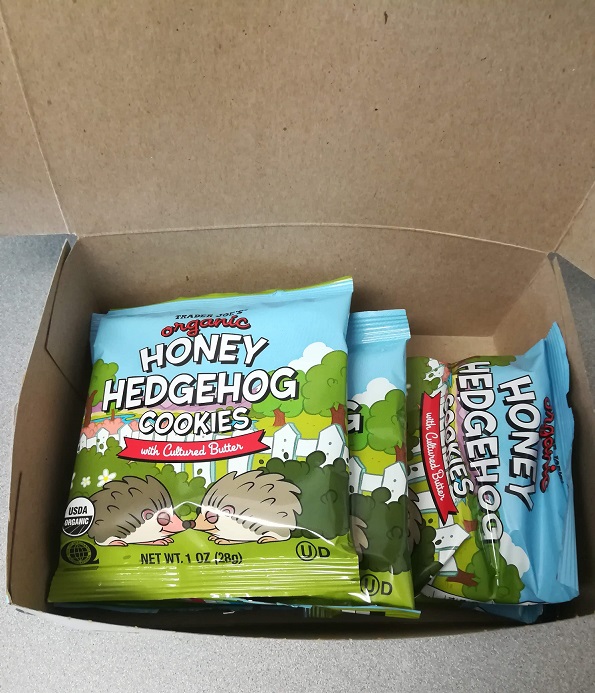 TRADER JOE'S
organic
HONEY
HEDGEHOG
COOKIES
with Cultured Butter
USDA
ORGANIC
NET WT. 1 OZ (28g)
U D
G
U D
organic
HONEY
HEDGEHOG
COOKIES
with Cultured Butter